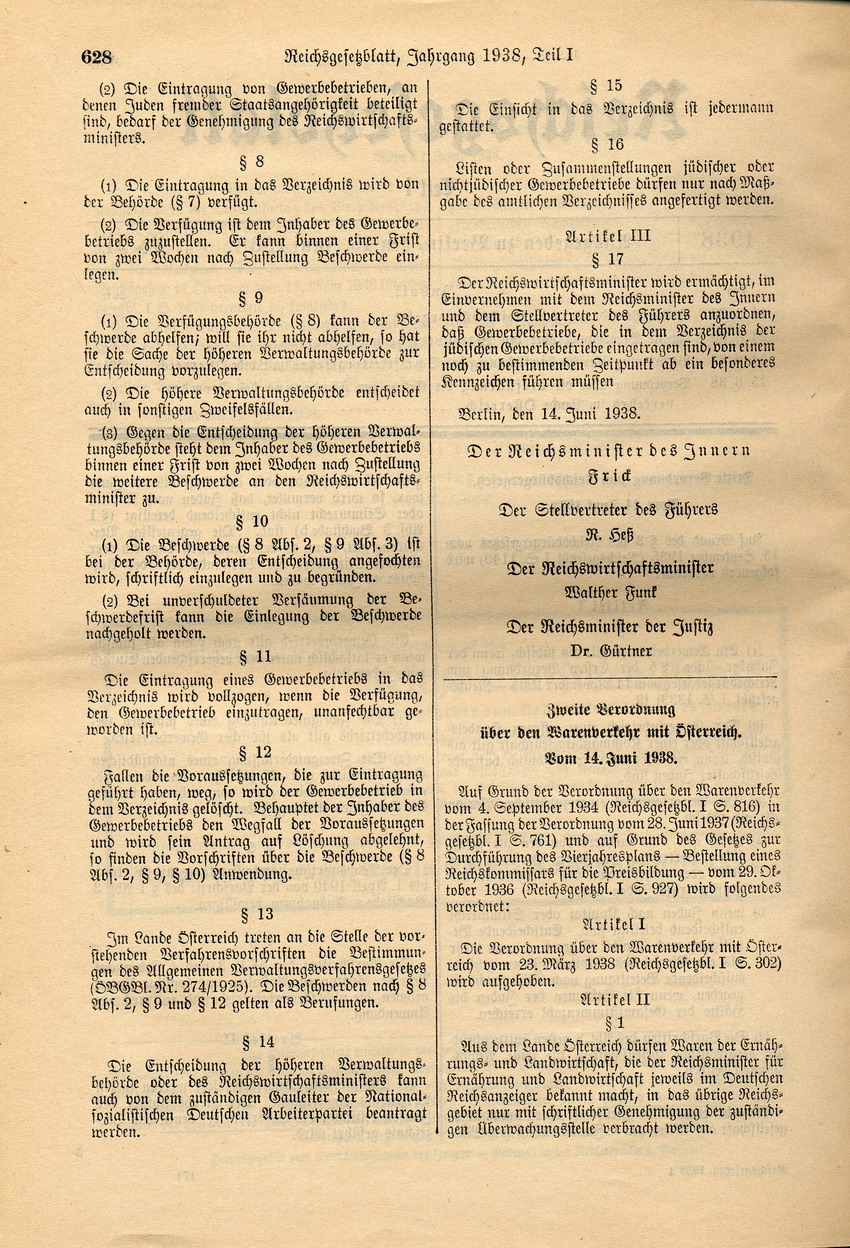 628
Reichsgesetzblatt, Jahrgang 1938, Teil I
(2) Die Eintragung von Gewerbebetrieben, an
denen Juden fremder Staatsangehörigkeit beteiligt
sind, bedarf der Genehmigung des Reichswirtschafts-
ministers.
§ 8
(1) Die Eintragung in das Verzeichnis wird von
der Behörde (§ 7) verfügt.
(2) Die Verfügung ist dem Inhaber des Gewerbe-
betriebs zuzustellen. Er kann binnen einer Frist
von zwei Wochen nach Zustellung Beschwerde ein-
legen.
§ 9
(1) Die Verfügungsbehörde (§ 8) kann der Be-
schwerde abhelfen; will sie ihr nicht abhelfen, so hat
sie die Sache der höheren Verwaltungsbehörde zur
Entscheidung vorzulegen.
(2) Die höhere Verwaltungsbehörde entscheidet
auch in sonstigen Zweifelsfällen.
(3) Gegen die Entscheidung der höheren Verwal-
tungsbehörde steht dem Inhaber des Gewerbebetriebs
binnen einer Frist von zwei Wochen nach Zustellung
die weitere Beschwerde an den Reichswirtschafts-
minister zu.
§ 10
(1) Die Beschwerde (§ 8 Abs. 2, § 9 Abs. 3) ist
bei der Behörde, deren Entscheidung angefochten
wird, schriftlich einzulegen und zu begründen.
(2) Bei unverschuldeter Versäumung der Be-
schwerdefrist kann die Einlegung der Beschwerde
nachgeholt werden.
§ 11
Die Eintragung eines Gewerbebetriebs in das
Verzeichnis wird vollzogen, wenn die Verfügung,
den Gewerbebetrieb einzutragen, unanfechtbar ge-
worden ist.
§ 12
Fallen die Voraussetzungen, die zur Eintragung
geführt haben, weg, so wird der Gewerbebetrieb in
dem Verzeichnis gelöscht. Behauptet der Inhaber des
Gewerbebetriebs den Wegfall der Voraussetzungen
und wird sein Antrag auf Löschung abgelehnt,
so finden die Vorschriften über die Beschwerde (§ 8
Abs. 2, § 9, § 10) Anwendung.
§ 13
Im Lande Österreich treten an die Stelle der vor-
stehenden Verfahrensvorschriften die Bestimmun-
gen des Allgemeinen Verwaltungsverfahrensgesetzes
(ÖBGBl. Nr. 274/1925). Die Beschwerden nach § 8
Abs. 2, § 9 und § 12 gelten als Berufungen.
§ 14
Die Entscheidung der höheren Verwaltungs-
behörde oder des Reichswirtschaftsministers kann
auch von dem zuständigen Gauleiter der National-
sozialistischen Deutschen Arbeiterpartei beantragt
werden.
§ 15
Die Einsicht in das Verzeichnis ist jedermann
gestattet.
§ 16
Listen oder Zusammenstellungen jüdischer oder
nichtjüdischer Gewerbebetriebe dürfen nur nach Maß-
gabe des amtlichen Verzeichnisses angefertigt werden.
Artikel III
§ 17
Der Reichswirtschaftsminister wird ermächtigt, im
Einvernehmen mit dem Reichsminister des Innern
und dem Stellvertreter des Führers anzuordnen,
daß Gewerbebetriebe, die in dem Verzeichnis der
jüdischen Gewerbebetriebe eingetragen sind, von einem
noch zu bestimmenden Zeitpunkt ab ein besonderes
Kennzeichen führen müssen
Berlin, den 14. Juni 1938.
Der Reichsminister des Innern
Frick
Der Stellvertreter des Führers
R. Heß
Der Reichswirtschaftsminister
Walther Funk
Der Reichsminister der Justiz
Dr. Gürtner
Zweite Verordnung
über den Warenverkehr mit Österreich.
Vom 14. Juni 1938.
Auf Grund der Verordnung über den Warenverkehr
vom 4. September 1934 (Reichsgesetzbl. I S. 816) in
der Fassung der Verordnung vom 28. Juni 1937 (Reichs-
gesetzbl. I S. 761) und auf Grund des Gesetzes zur
Durchführung des Vierjahresplans — Bestellung eines
Reichskommissars für die Preisbildung — vom 29. Ok-
tober 1936 (Reichsgesetzbl. I S. 927) wird folgendes
verordnet:
Artikel I
Die Verordnung über den Warenverkehr mit Öster-
reich vom 23. März 1938 (Reichsgesetzbl. I S. 302)
wird aufgehoben.
Artikel II
§ 1
Aus dem Lande Österreich dürfen Waren der Ernäh-
rungs- und Landwirtschaft, die der Reichsminister für
Ernährung und Landwirtschaft jeweils im Deutschen
Reichsanzeiger bekannt macht, in das übrige Reichs-
gebiet nur mit schriftlicher Genehmigung der zuständi-
gen Überwachungsstelle verbracht werden.